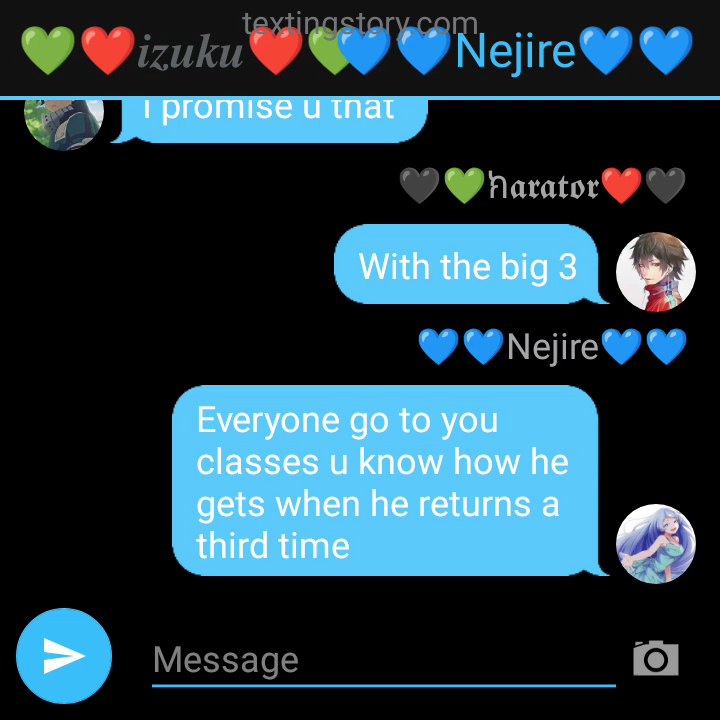 textingstory.com
💚❤️izuku❤️💚💙💙Nejire💙💙
I promise u that
🖤💚𝔫arator❤️🖤
With the big 3
💙💙Nejire💙💙
Everyone go to you
classes u know how he
gets when he returns a
third time
Message